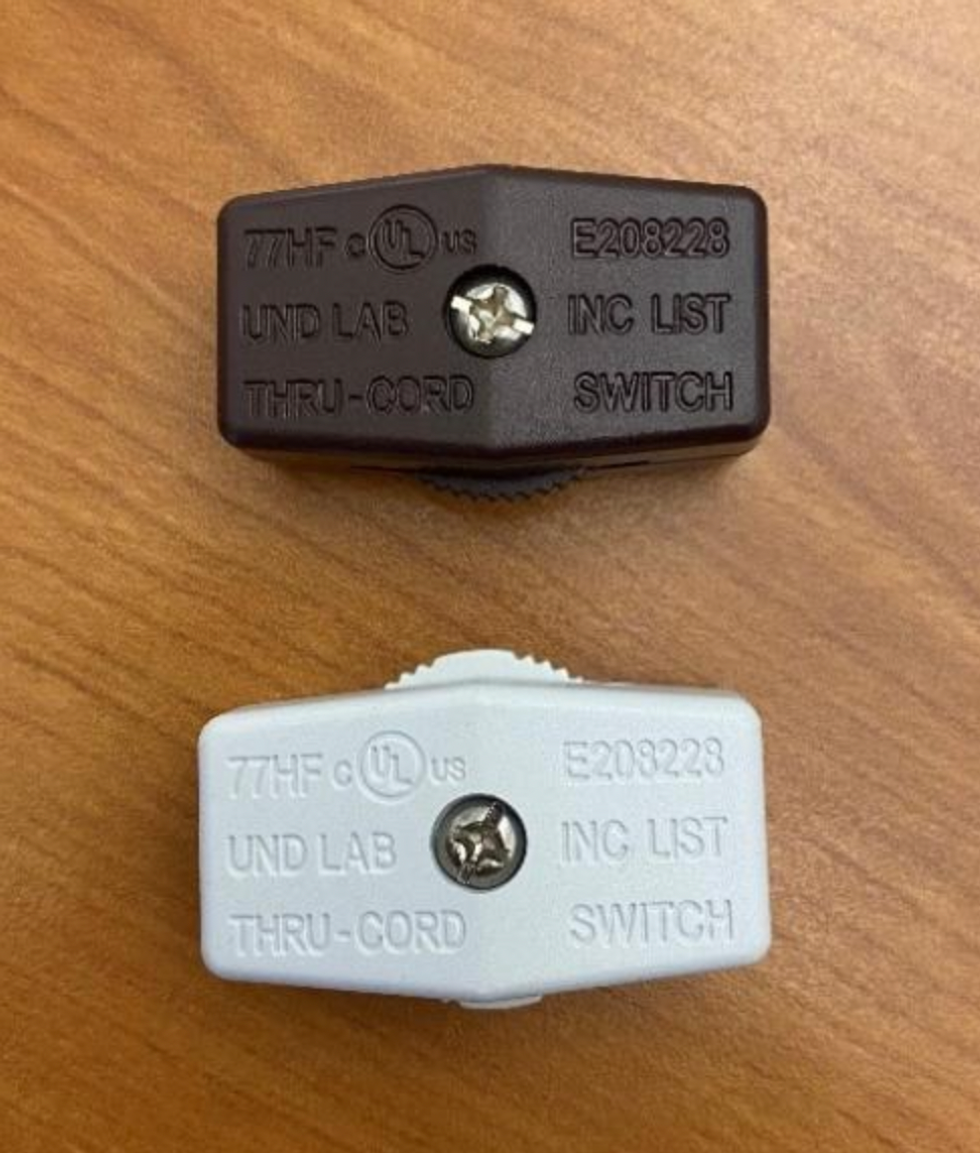 77HF C UL US E208228
UND LAB INC LIST
THRU-CORD SWITCH
77HF C UL US E208228
UND LAB INC LIST
THRU-CORD SWITCH